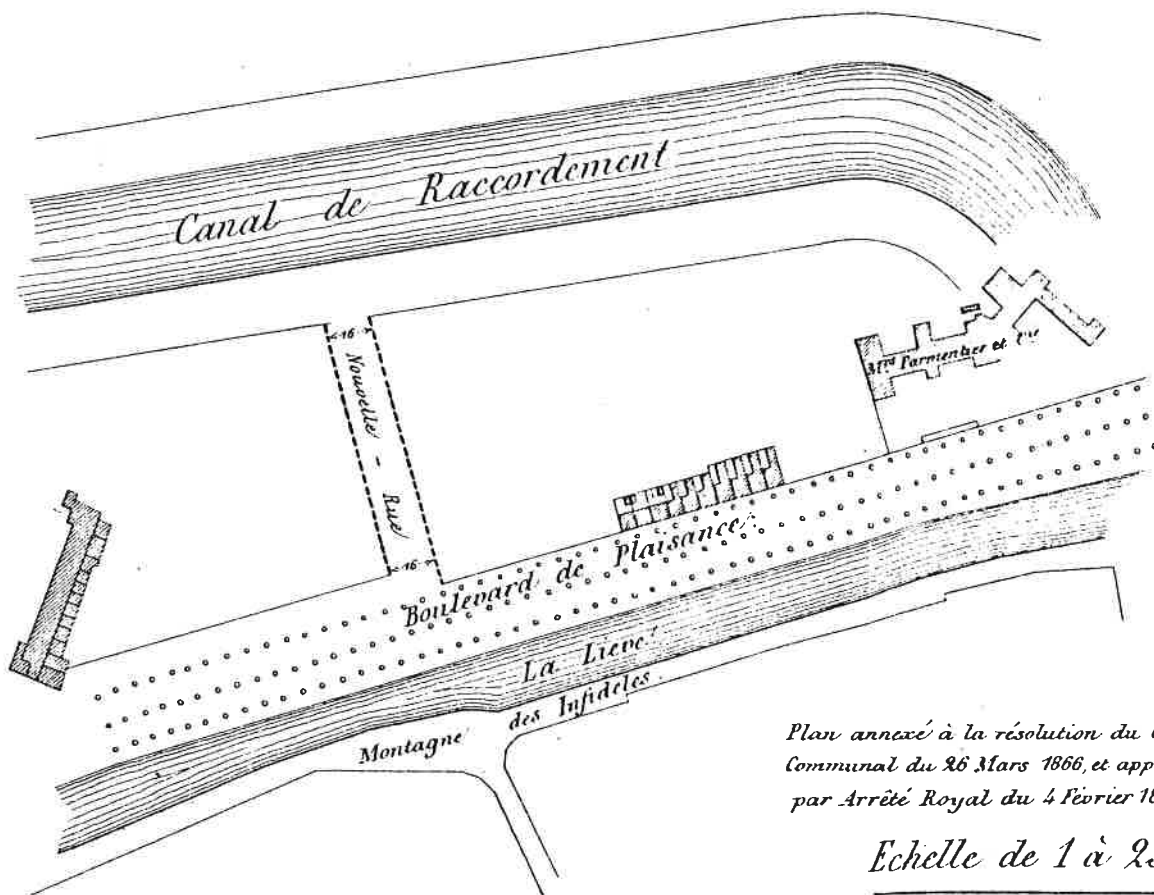 Canal de Raccordement
16
Nouvelle - Rue
16
Mrs Parmentier et Cie
Boulevard de Plaisance
La Lieve
Montagne des Infideles
Plan annexé à la résolution du
Communal du 26 Mars 1866, et app
par Arrêté Royal du 4 Février 18
Echelle de 1 à 25